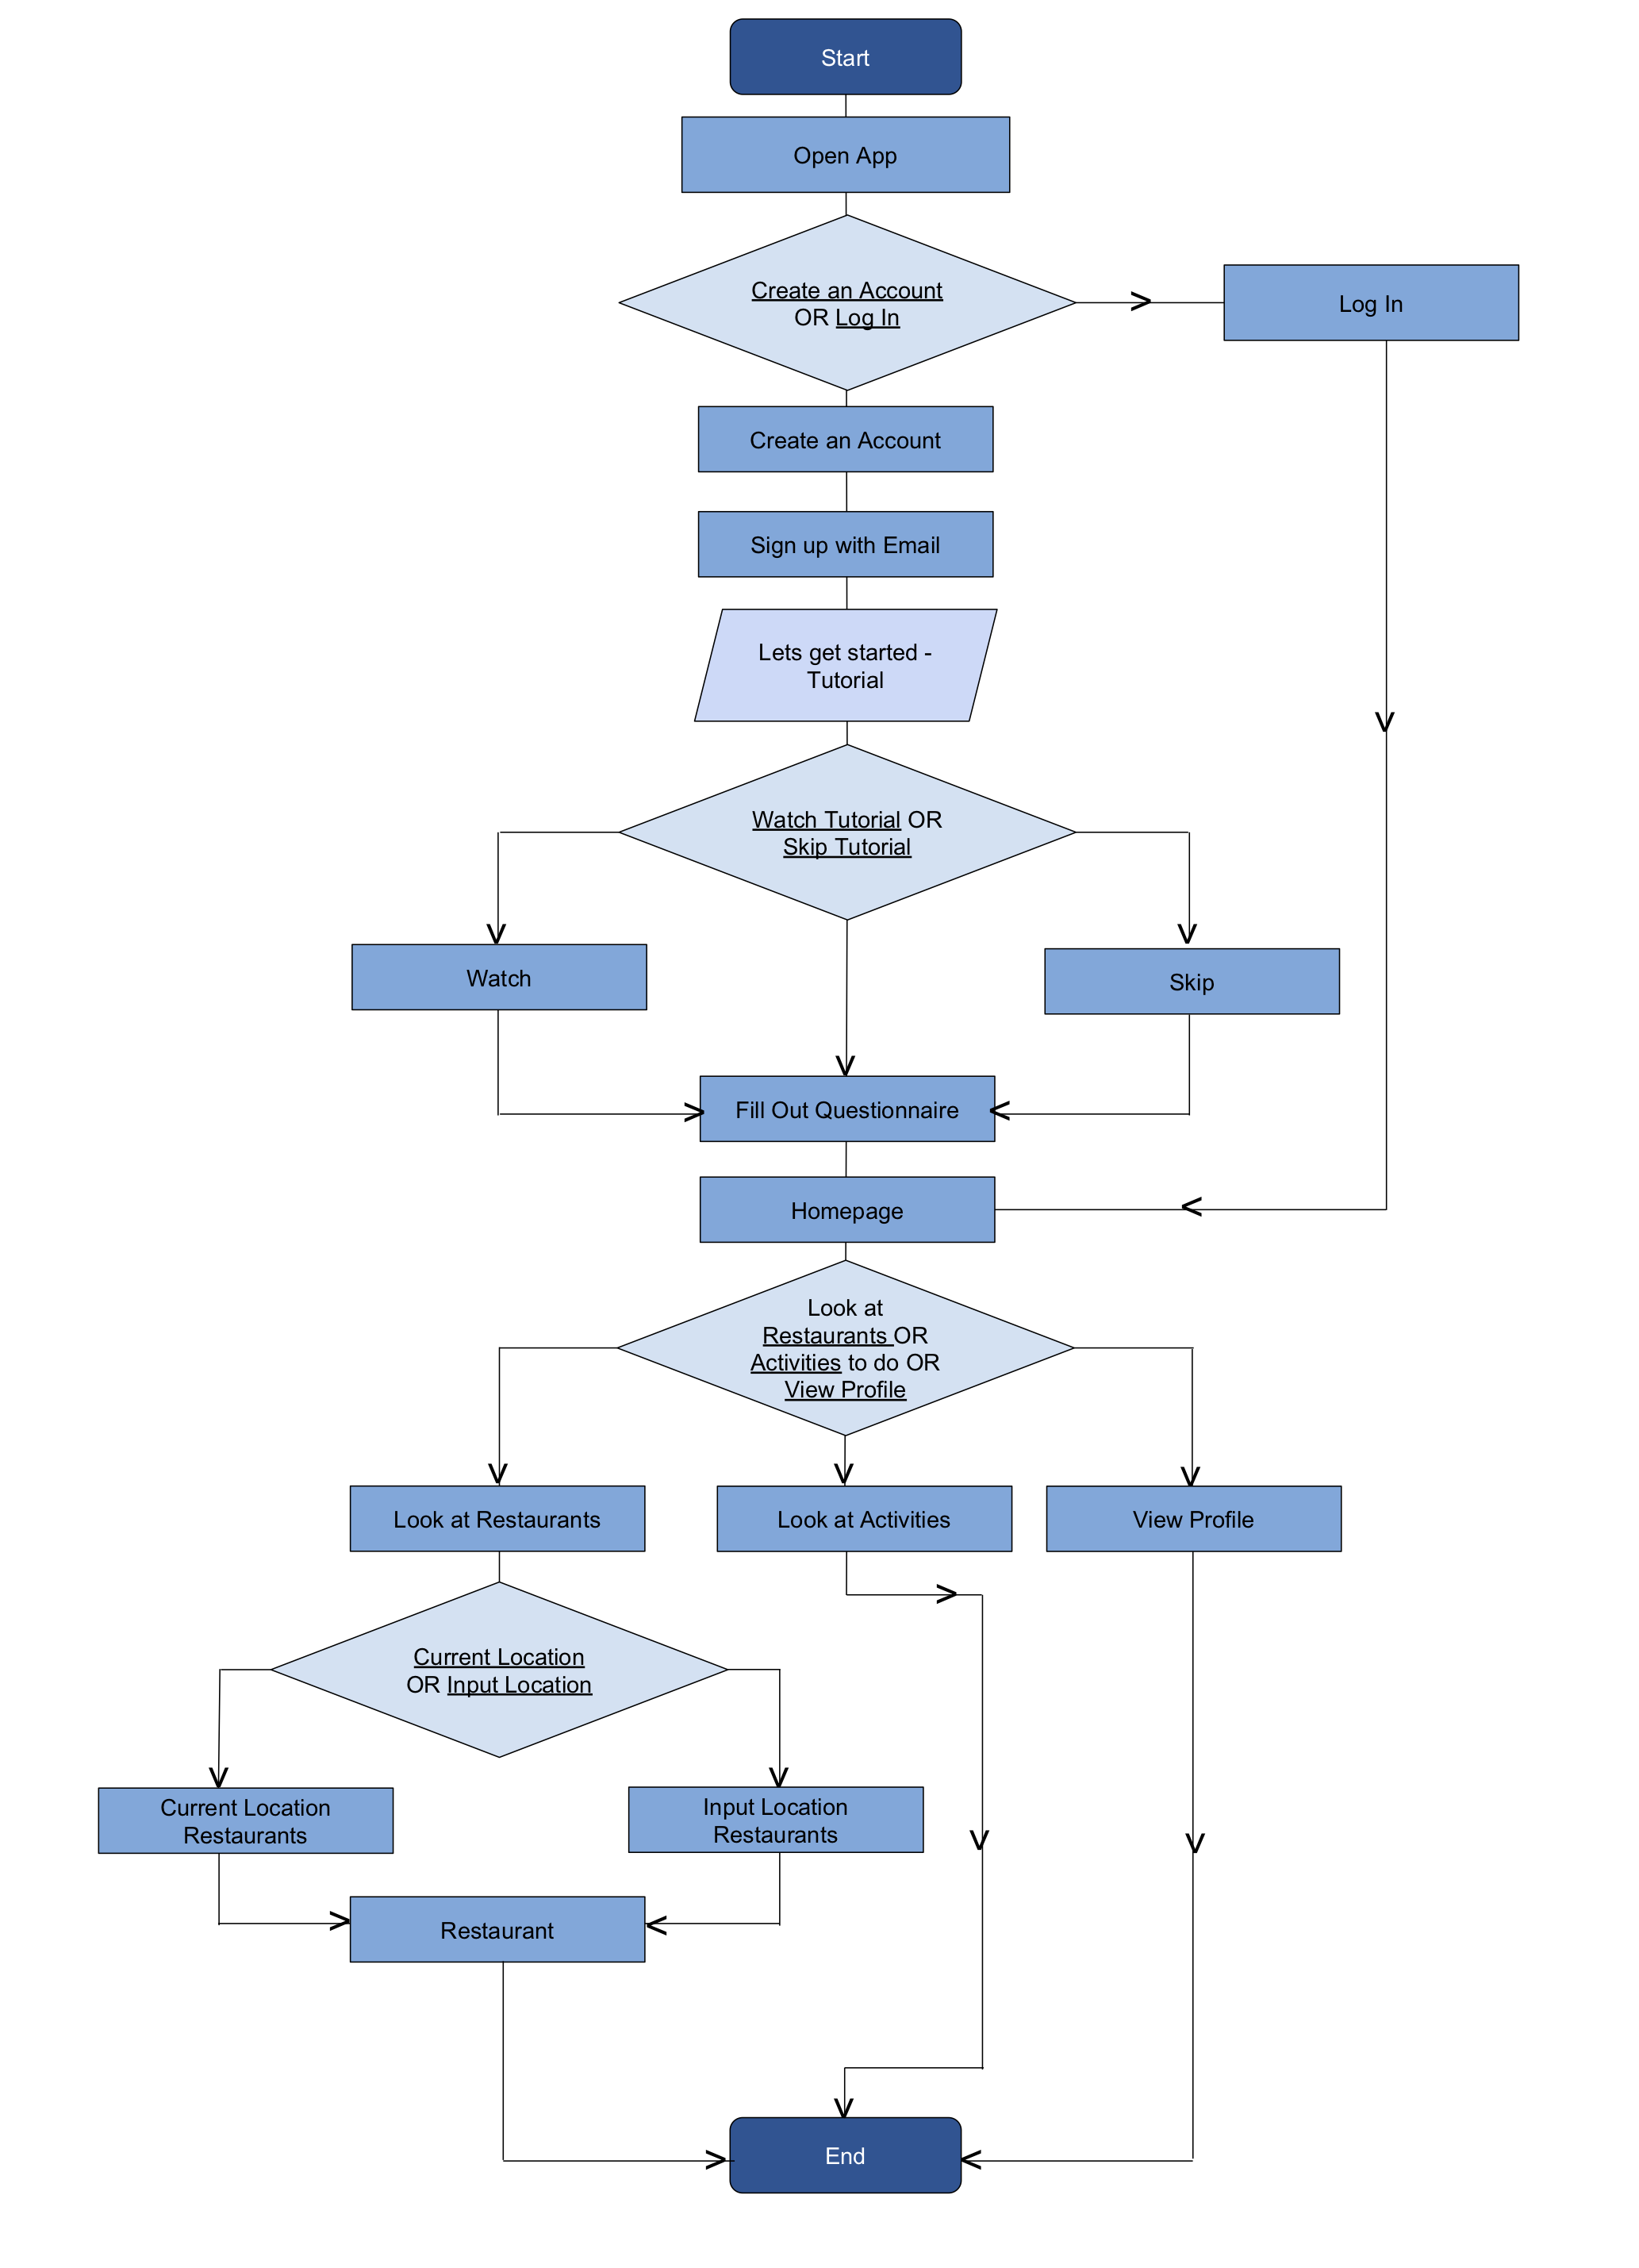 Start
Open App
Create an Account
OR Log In
Log In
Create an Account
Sign up with Email
Lets get started -
Tutorial
Watch Tutorial OR
Skip Tutorial
Watch
Skip
Fill Out Questionnaire
Homepage
Look at
Restaurants OR
Activities to do OR
View Profile
Look at Restaurants
Look at Activities
View Profile
Current Location
OR Input Location
Current Location
Restaurants
Input Location
Restaurants
Restaurant
End